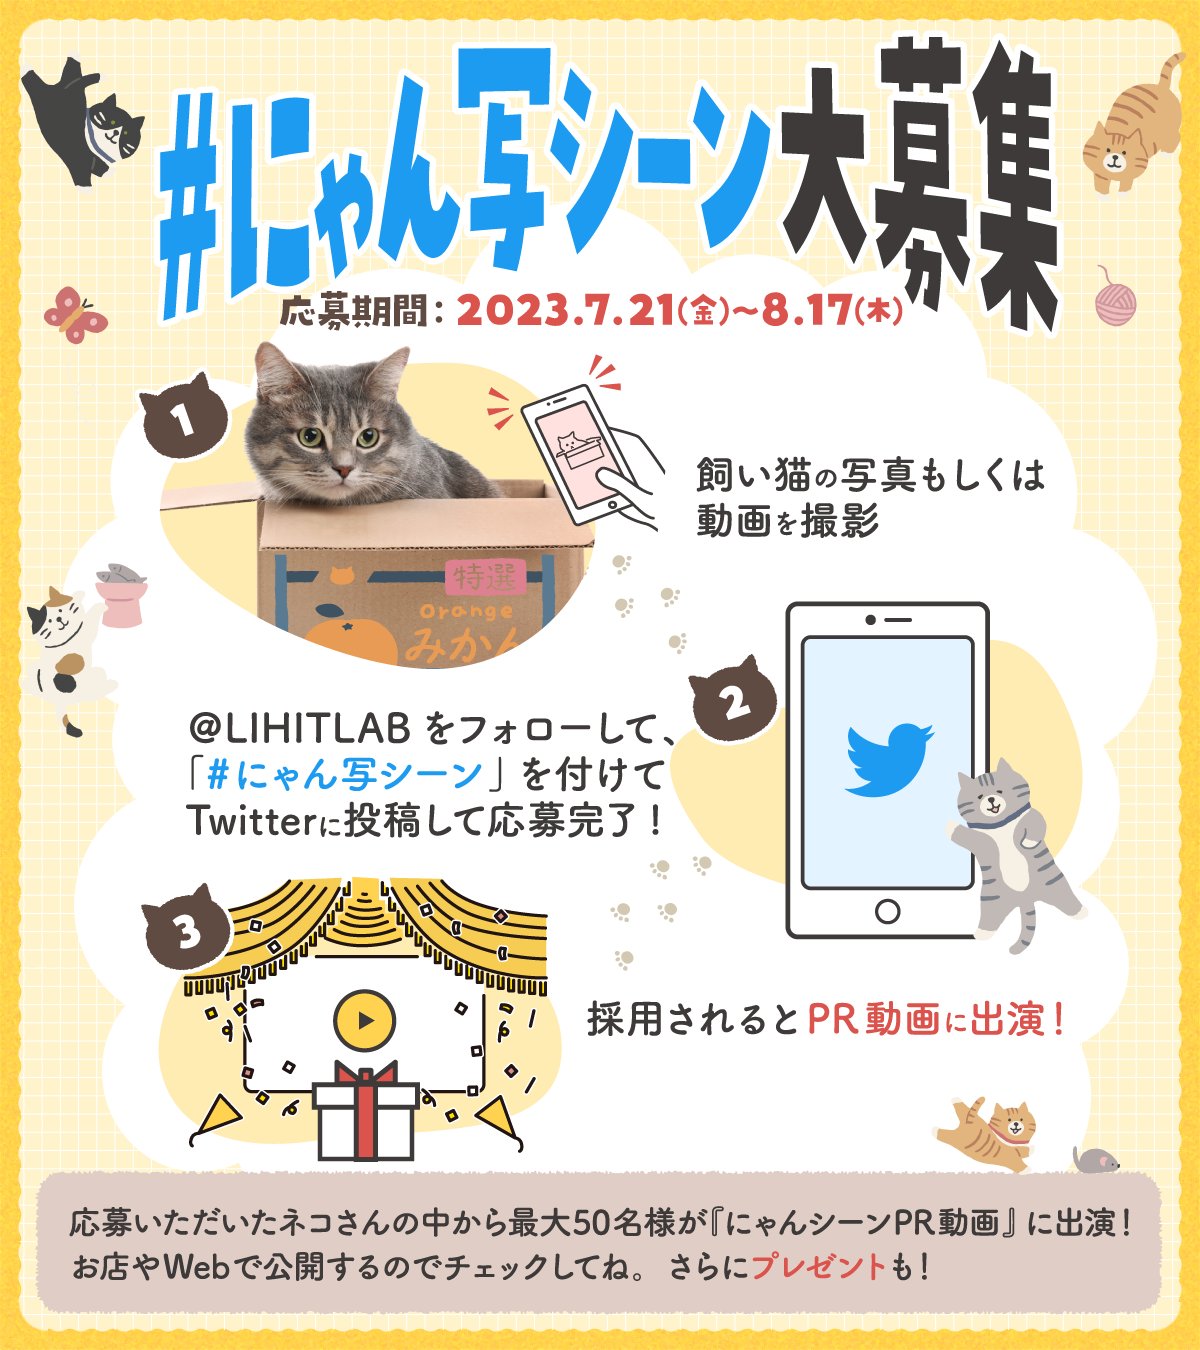 #にゃん写シーン大募集
応募期間：2023.7.21(金)～8.17(木)
1
飼い猫の写真もしくは
動画を撮影
特選
Orange
みかん
2
@LIHITLAB をフォローして、
「#にゃん写シーン」を付けて
Twitterに投稿して応募完了！
3
採用されるとPR動画に出演！
応募いただいたネコさんの中から最大50名様が『にゃんシーンPR動画』に出演！
お店やWebで公開するのでチェックしてね。 さらにプレゼントも！